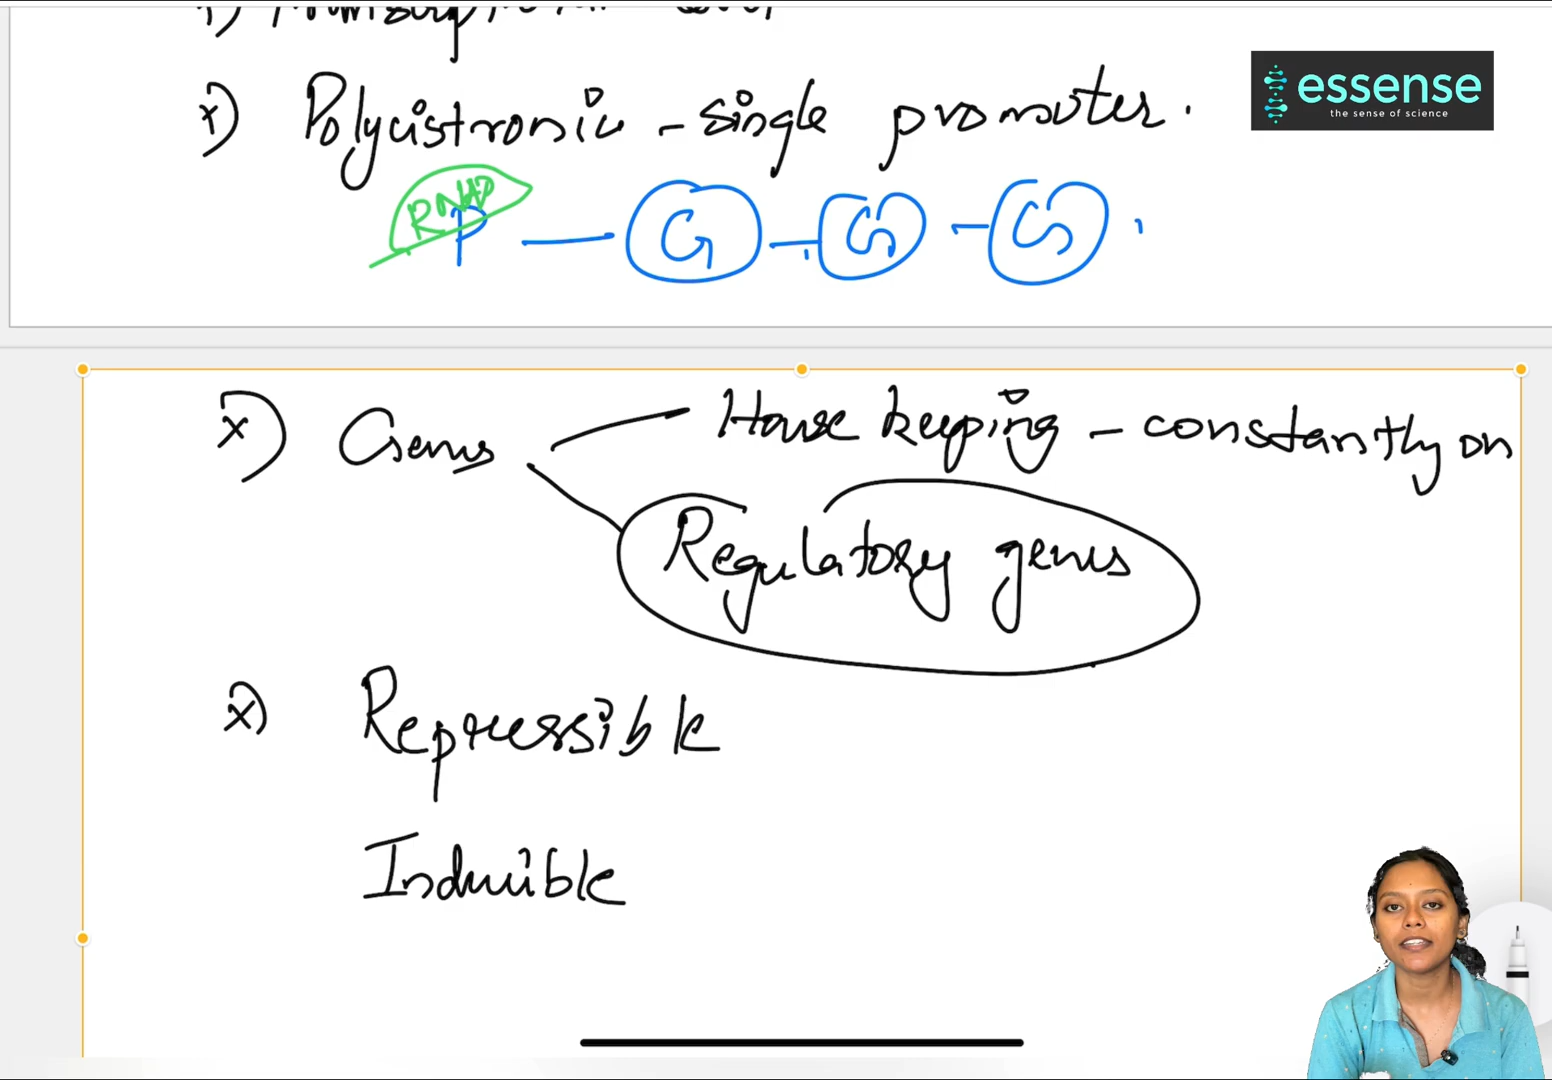 essense
the sense of science
x) Polycistronic - single promoter.
RNAP
P — G — G — G
x) Genes House keeping - constantly on
Regulatory genes
x) Repressible
Inducible